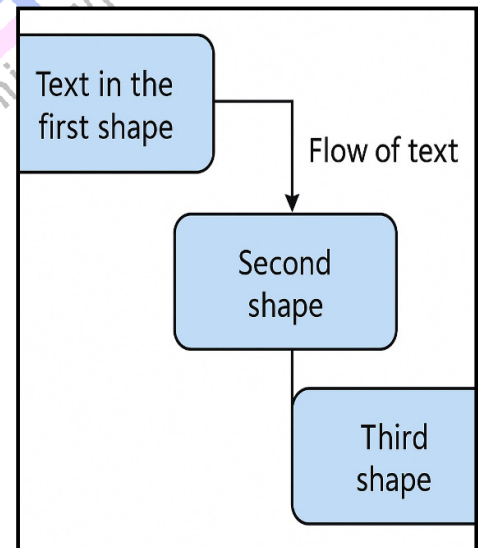 Text in the
first shape
Flow of text
Second
shape
Third
shape